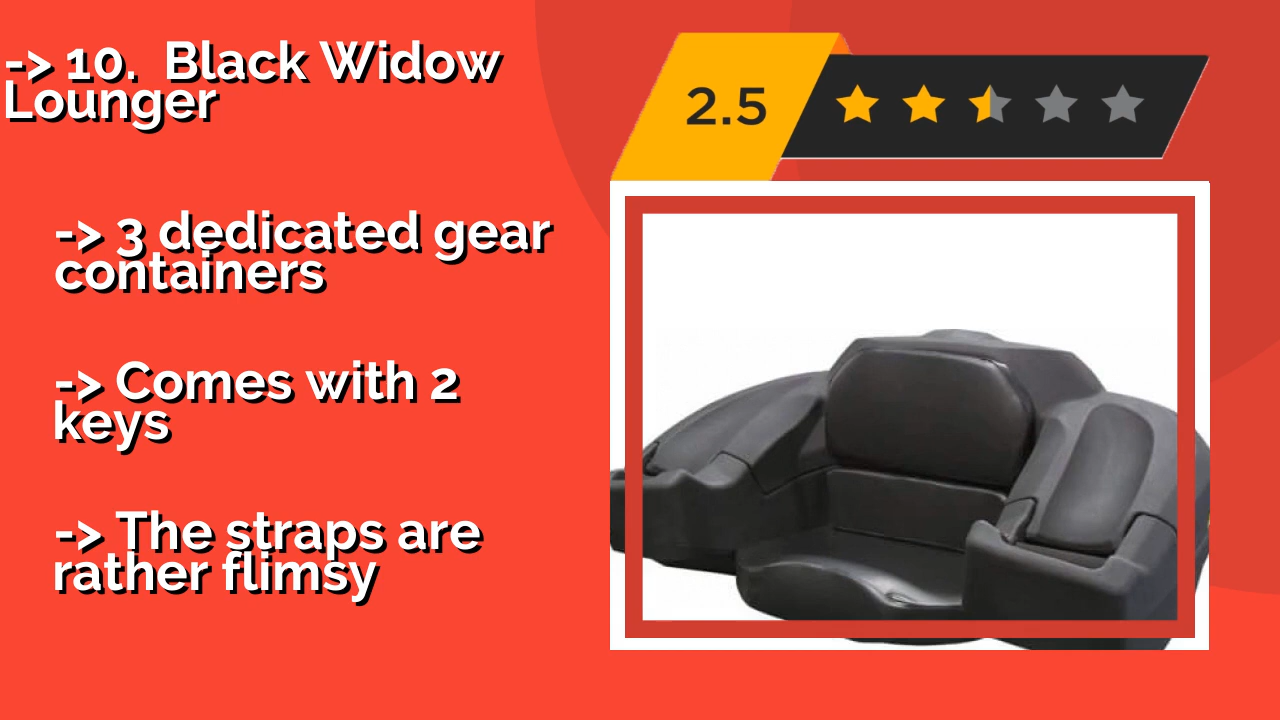 -> 10.  Black Widow
Lounger
2.5
-> 3 dedicated gear
containers
-> Comes with 2
keys
-> The straps are
rather flimsy